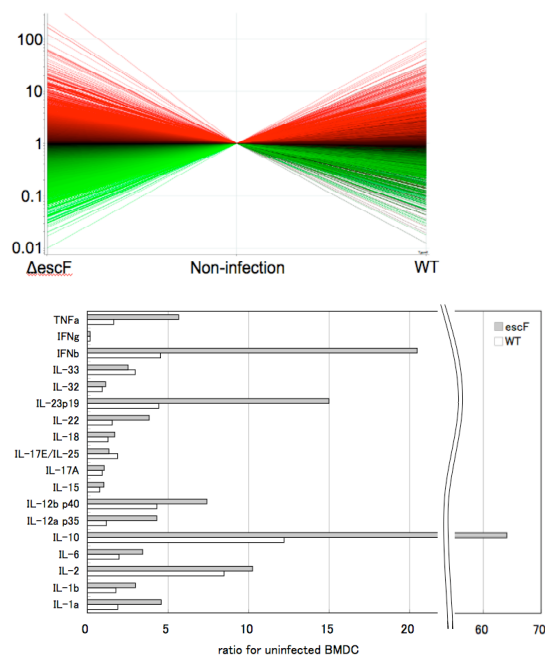 100
10
1
0.1
0.01
ΔescF Non-infection WT
escF
WT
TNFa
IFNg
IFNb
IL-33
IL-32
IL-23p19
IL-22
IL-18
IL-17E/IL-25
IL-17A
IL-15
IL-12b p40
IL-12a p35
IL-10
IL-6
IL-2
IL-1b
IL-1a
0 5 10 15 20 60 70
ratio for uninfected BMDC